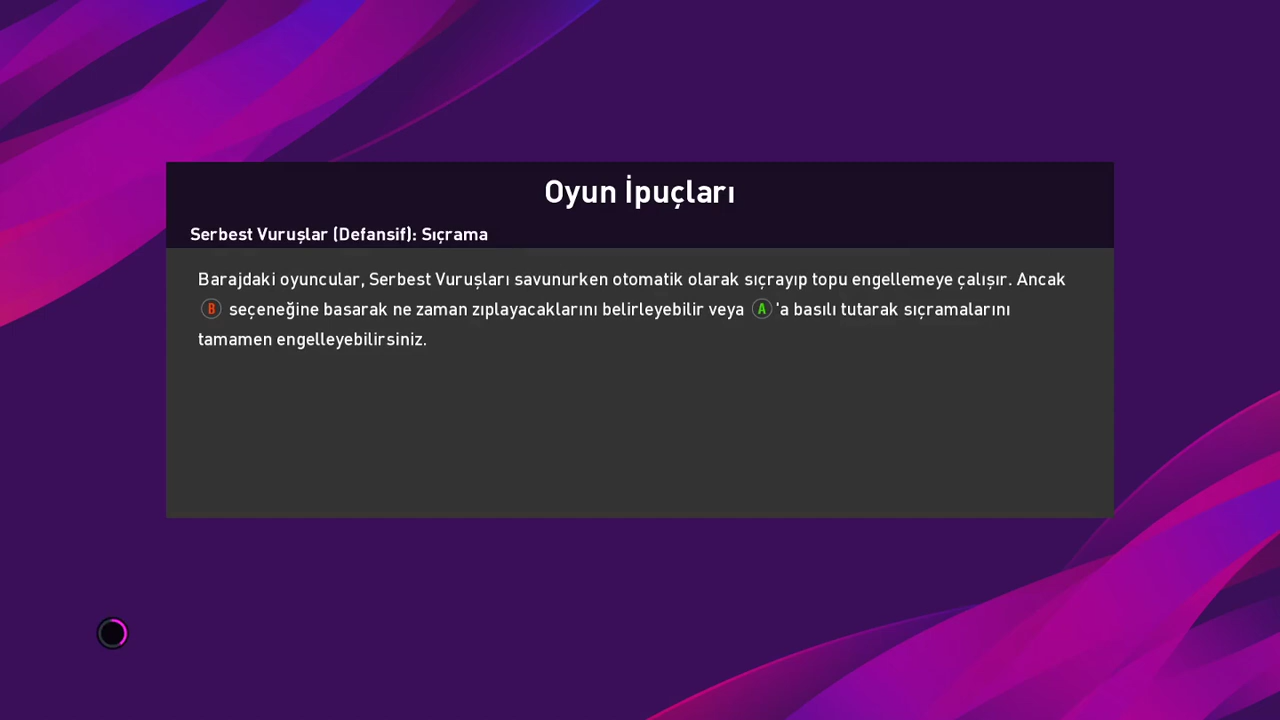 Oyun İpuçları
Serbest Vuruşlar (Defansif): Sıçrama
Barajdaki oyuncular, Serbest Vuruşları savunurken otomatik olarak sıçrayıp topu engellemeye çalışır. Ancak
B seçeneğine basarak ne zaman zıplayacaklarını belirleyebilir veya A 'a basılı tutarak sıçramalarını
tamamen engelleyebilirsiniz.